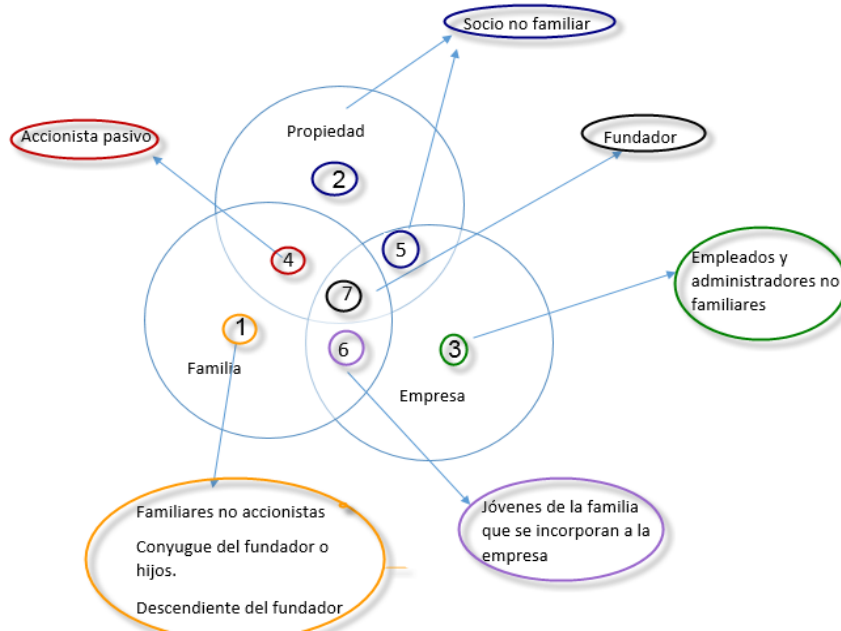 Socio no familiar
Propiedad
Accionista pasivo
Fundador
2
5
4
Empleados y
administradores no
familiares
7
1
6
3
Familia
Empresa
Familiares no accionistas
Conyugue del fundador o
hijos.
Descendiente del fundador
Jóvenes de la familia
que se incorporan a la
empresa